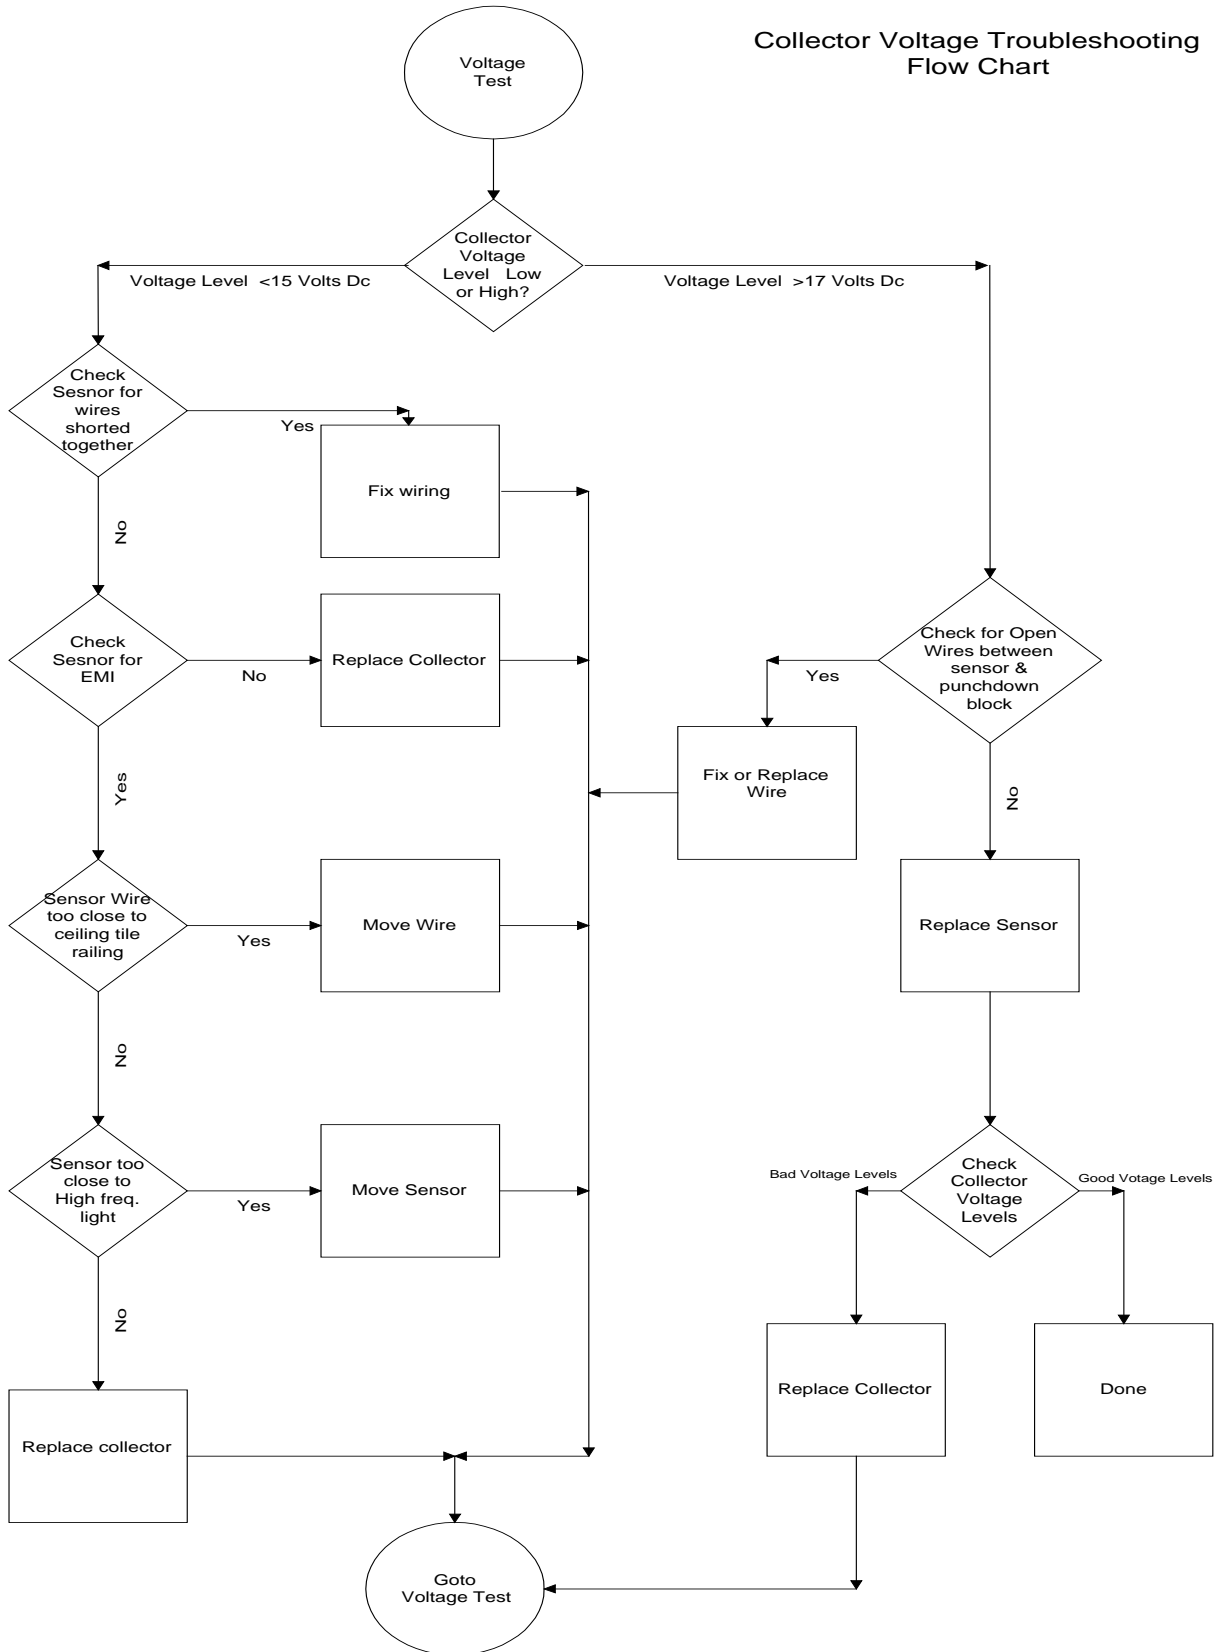 Collector Voltage Troubleshooting
Flow Chart
Voltage
Test
Collector
Voltage
Level Low
or High?
Voltage Level <15 Volts Dc
Voltage Level >17 Volts Dc
Check
Sesnor for
wires
shorted
together
Yes
Fix wiring
No
Check
Sesnor for
EMI
No
Replace Collector
Check for Open
Wires between
sensor &
punchdown
block
Yes
Fix or Replace
Wire
Yes
No
Sensor Wire
too close to
ceiling tile
railing
Yes
Move Wire
Replace Sensor
No
Sensor too
close to
High freq.
light
Yes
Move Sensor
Bad Voltage Levels
Check
Collector
Voltage
Levels
Good Votage Levels
No
Replace collector
Replace Collector
Done
Goto
Voltage Test